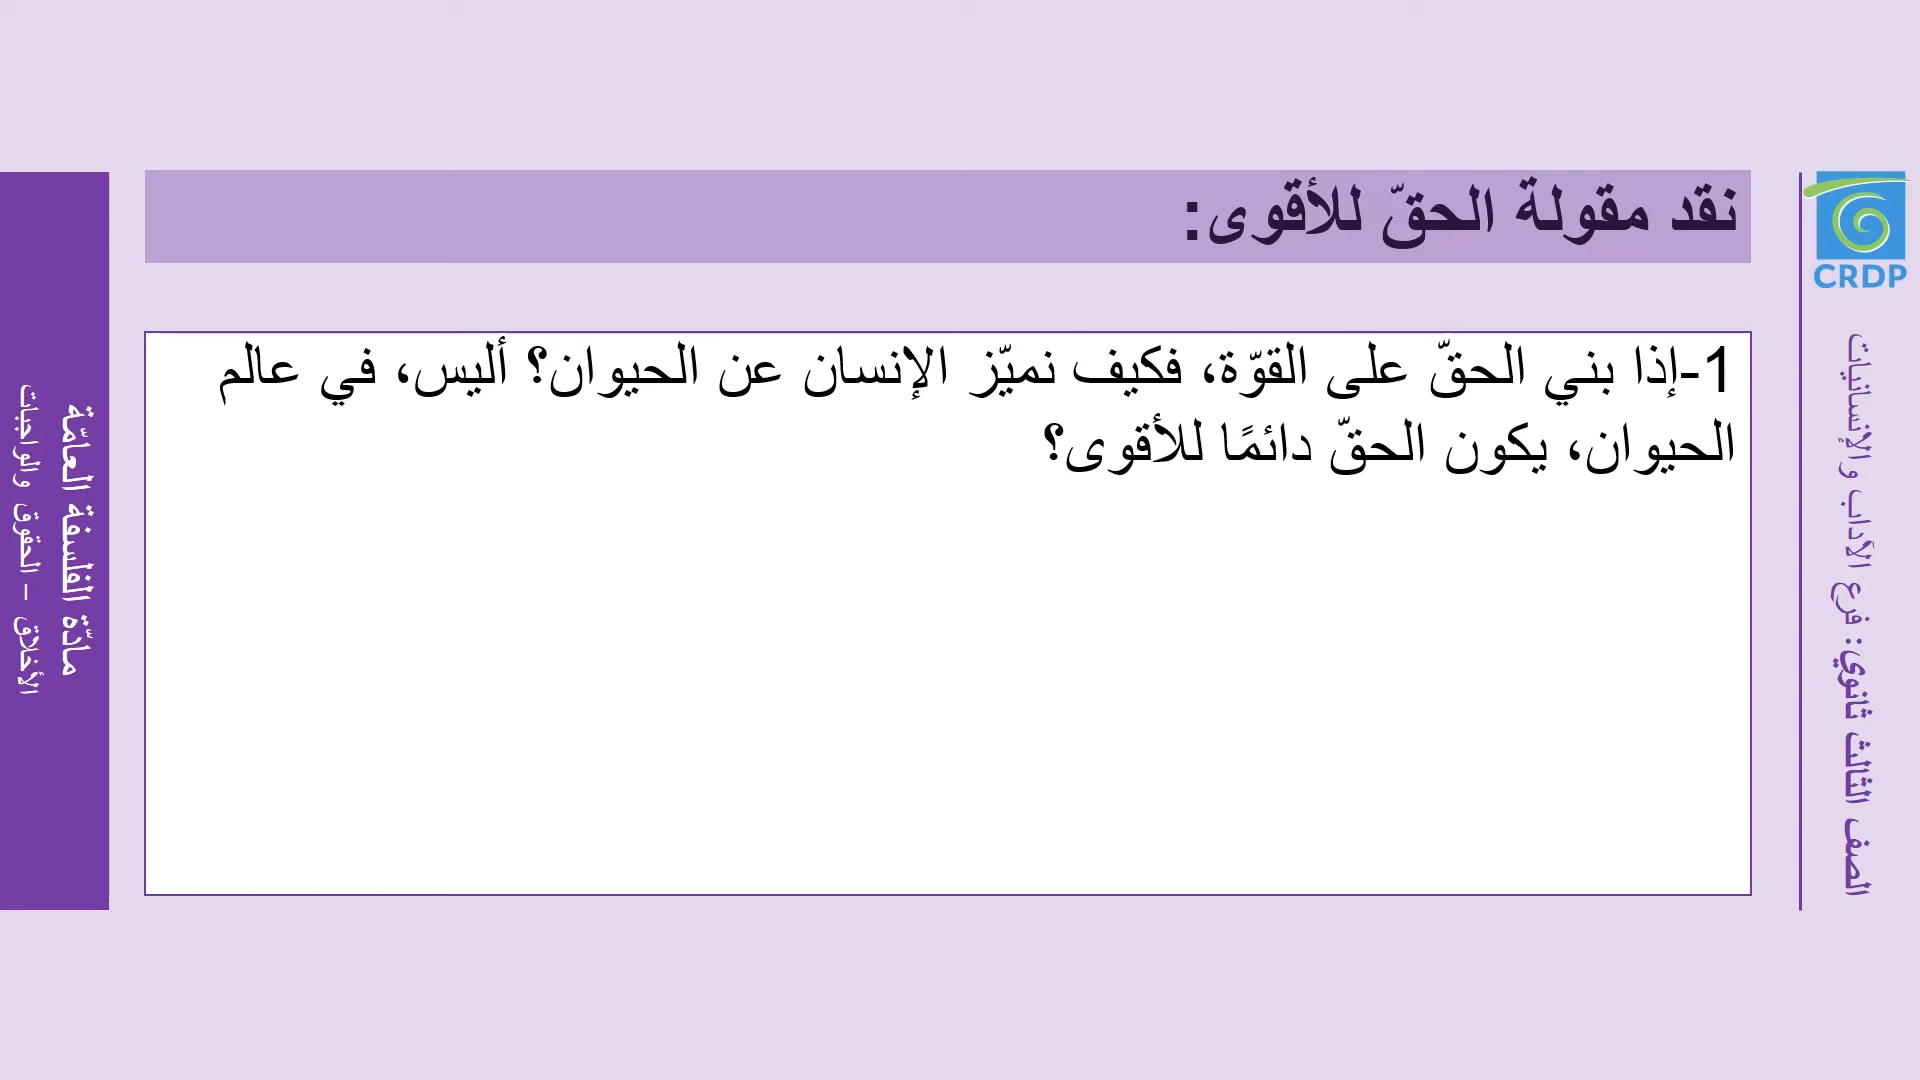 نقد مقولة الحقّ للأقوى:
1-إذا بني الحقّ على القوّة، فكيف نميّز الإنسان عن الحيوان؟ أليس، في عالم
الحيوان، يكون الحقّ دائمًا للأقوى؟
CRDP
الصف الثالث ثانوي: فرع الآداب والإنسانيات
مادّة الفلسفة العامّة
الأخلاق – الحقوق والواجبات